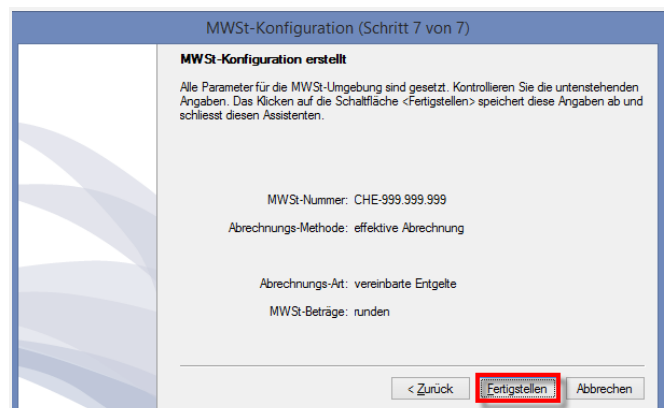 MWSt-Konfiguration (Schritt 7 von 7)
MWSt-Konfiguration erstellt
Alle Parameter für die MWSt-Umgebung sind gesetzt. Kontrollieren Sie die untenstehenden
Angaben. Das Klicken auf die Schaltfläche <Fertigstellen> speichert diese Angaben ab und
schliesst diesen Assistenten.
MWSt-Nummer: CHE-999.999.999
Abrechnungs-Methode: effektive Abrechnung
Abrechnungs-Art: vereinbarte Entgelte
MWSt-Beträge: runden
< Zurück Fertigstellen Abbrechen